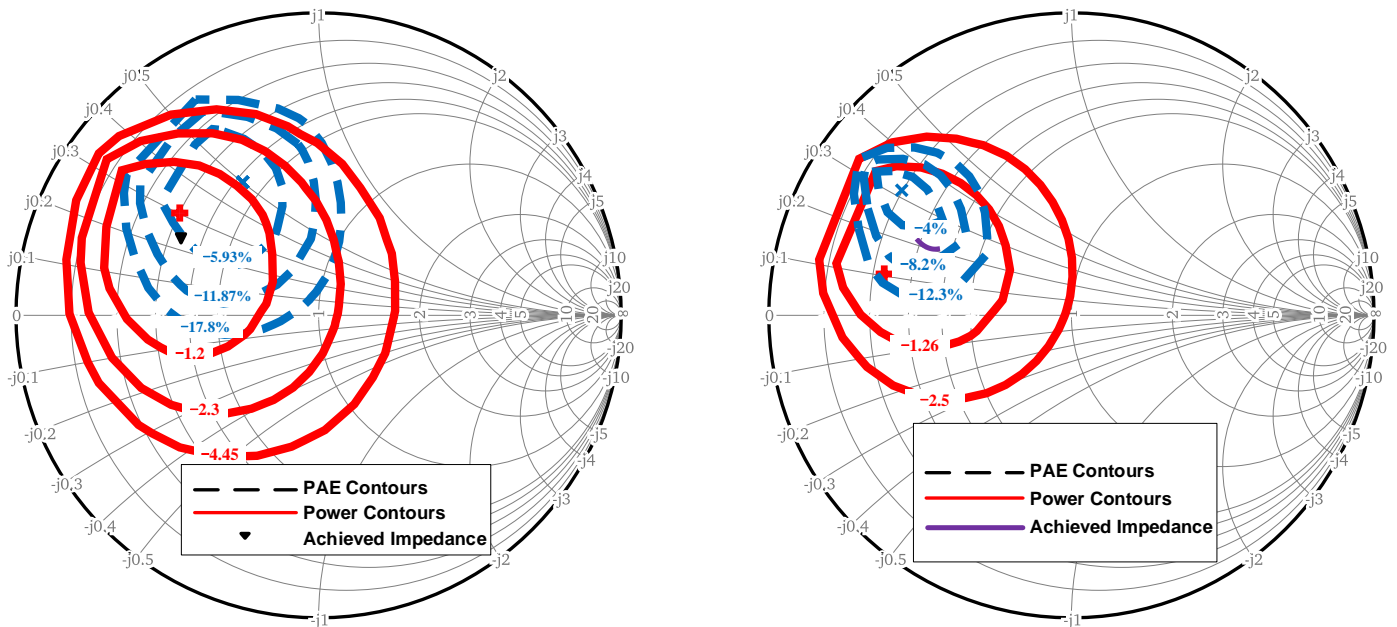 j1
j0.5
j2
j0.4
j3
j0.3
j4
j5
j0.2
j10
j0.1
j20
0
1
3
4
5
10
20
8
-j0.1
-j20
-j10
-j0.2
-j5
-j0.3
-j4
-j0.4
-j3
-j0.5
-j2
-j1
−5.93%
−11.87%
−17.8%
−1.2
−2.3
−4.45
PAE Contours
Power Contours
Achieved Impedance
j1
j0.5
j2
j0.4
j3
j0.3
j4
j5
j0.2
j10
j0.1
j20
0
1
3
4
5
10
20
8
-j0.1
-j20
-j10
-j0.2
-j5
-j0.3
-j4
-j0.4
-j3
-j0.5
-j2
-j1
−4%
−8.2%
−12.3%
−1.26
−2.5
PAE Contours
Power Contours
Achieved Impedance